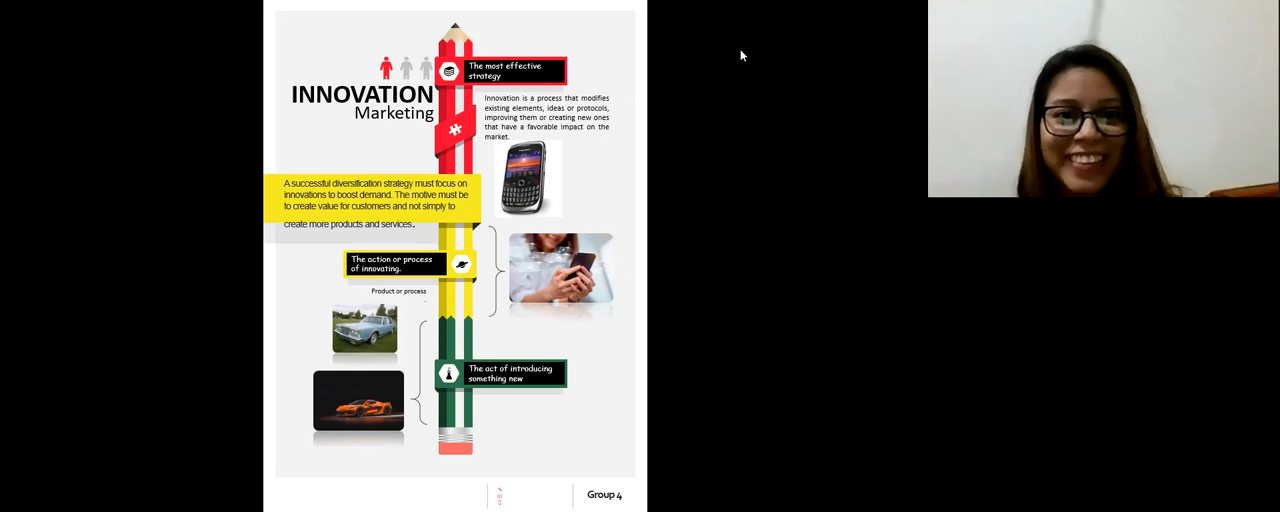 The most effective
strategy
INNOVATION
Marketing
Innovation is a process that modifies
existing elements, ideas or protocols,
improving them or creating new ones
that have a favorable impact on the
market.
A successful diversification strategy must focus on
innovations to boost demand. The motive must be
to create value for customers and not simply to
create more products and services.
The action or process
of innovating.
Product or process
.
The act of introducing
something new
Group 4